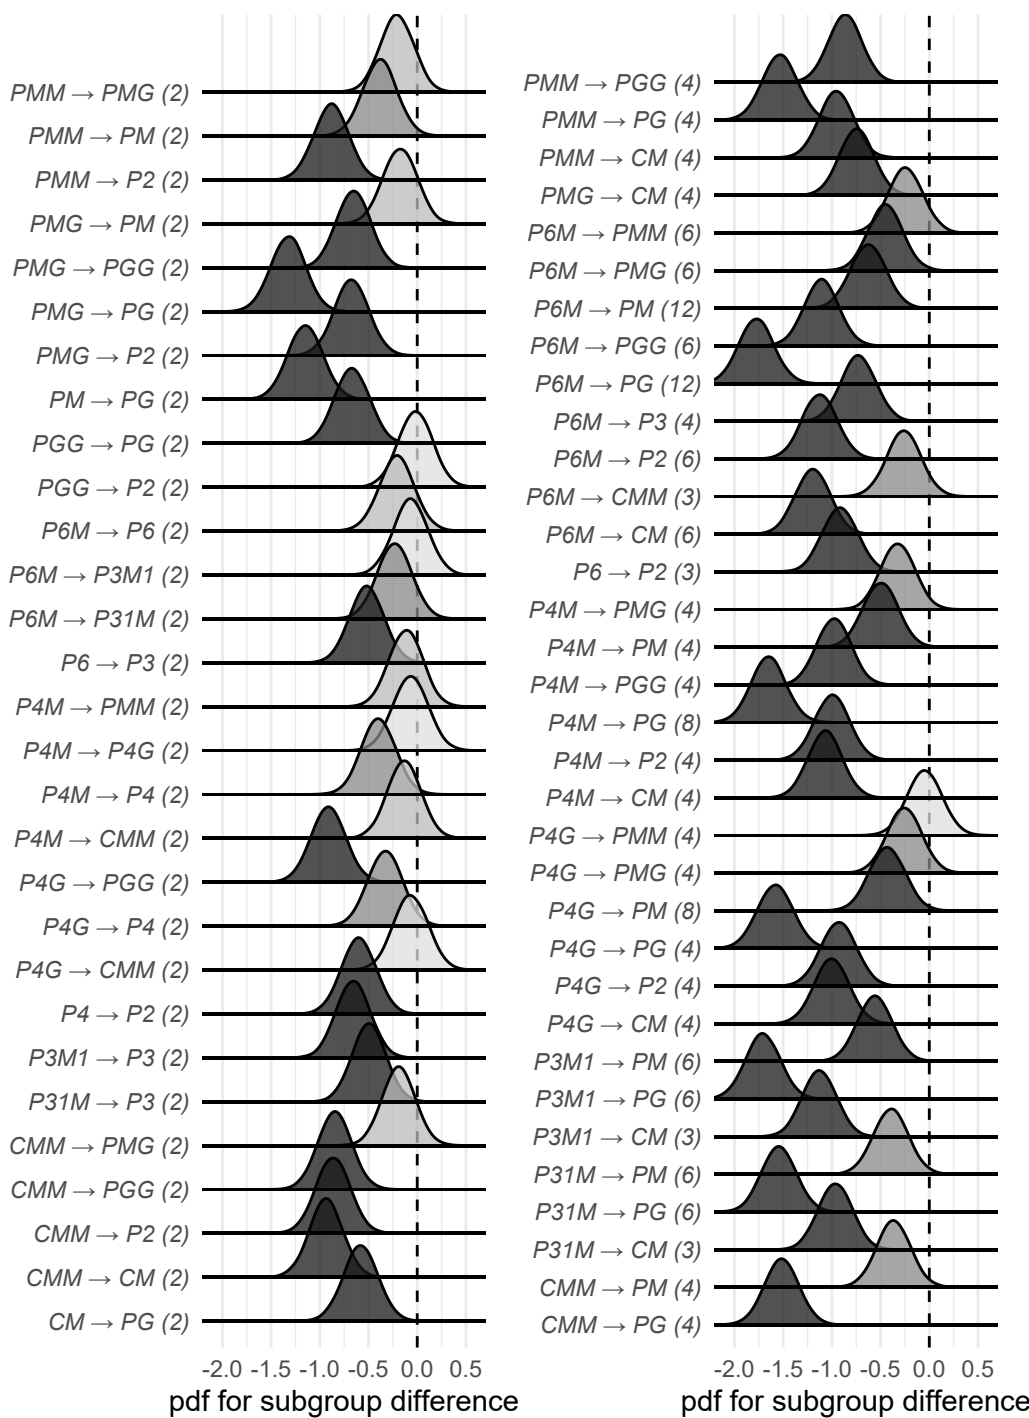 PMM → PMG (2)
PMM → PM (2)
PMM → P2 (2)
PMG → PM (2)
PMG → PGG (2)
PMG → PG (2)
PMG → P2 (2)
PM → PG (2)
PGG → PG (2)
PGG → P2 (2)
P6M → P6 (2)
P6M → P3M1 (2)
P6M → P31M (2)
P6 → P3 (2)
P4M → PMM (2)
P4M → P4G (2)
P4M → P4 (2)
P4M → CMM (2)
P4G → PGG (2)
P4G → P4 (2)
P4G → CMM (2)
P4 → P2 (2)
P3M1 → P3 (2)
P31M → P3 (2)
CMM → PMG (2)
CMM → PGG (2)
CMM → P2 (2)
CMM → CM (2)
CM → PG (2)
-2.0 -1.5 -1.0 -0.5 0.0 0.5
pdf for subgroup difference
PMM → PGG (4)
PMM → PG (4)
PMM → CM (4)
PMG → CM (4)
P6M → PMM (6)
P6M → PMG (6)
P6M → PM (12)
P6M → PGG (6)
P6M → PG (12)
P6M → P3 (4)
P6M → P2 (6)
P6M → CMM (3)
P6M → CM (6)
P6 → P2 (3)
P4M → PMG (4)
P4M → PM (4)
P4M → PGG (4)
P4M → PG (8)
P4M → P2 (4)
P4M → CM (4)
P4G → PMM (4)
P4G → PMG (4)
P4G → PM (8)
P4G → PG (4)
P4G → P2 (4)
P4G → CM (4)
P3M1 → PM (6)
P3M1 → PG (6)
P3M1 → CM (3)
P31M → PM (6)
P31M → PG (6)
P31M → CM (3)
CMM → PM (4)
CMM → PG (4)
-2.0 -1.5 -1.0 -0.5 0.0 0.5
pdf for subgroup difference